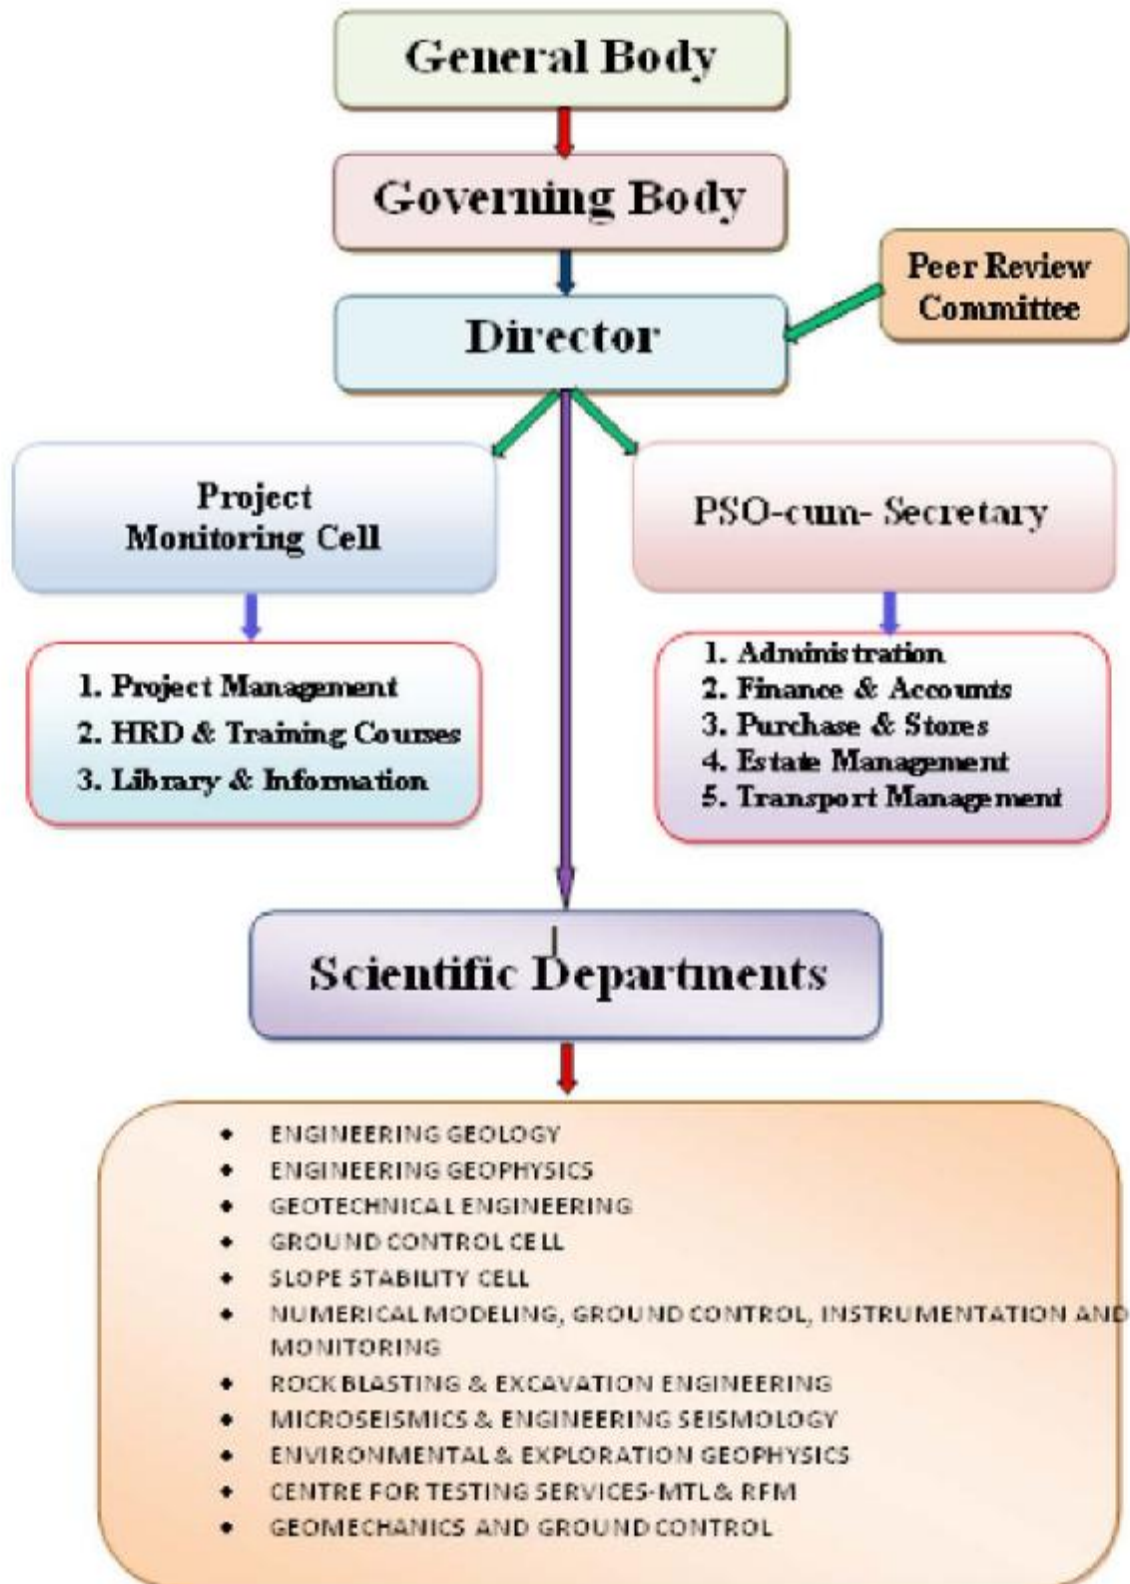 General Body
Governing Body
Peer Review
Committee
Director
Project
Monitoring Cell
PSO-cum- Secretary
1. Project Management
2. HRD & Training Courses
3. Library & Information
1. Administration
2. Finance & Accounts
3. Purchase & Stores
4. Estate Management
5. Transport Management
Scientific Departments
• ENGINEERING GEOLOGY
• ENGINEERING GEOPHYSICS
• GEOTECHNICAL ENGINEERING
• GROUND CONTROL CELL
• SLOPE STABILITY CELL
• NUMERICAL MODELING, GROUND CONTROL, INSTRUMENTATION AND
MONITORING
• ROCK BLASTING & EXCAVATION ENGINEERING
• MICROSEISMICS & ENGINEERING SEISMOLOGY
• ENVIRONMENTAL & EXPLORATION GEOPHYSICS
• CENTRE FOR TESTING SERVICES-MTL & RFM
• GEOMECHANICS AND GROUND CONTROL